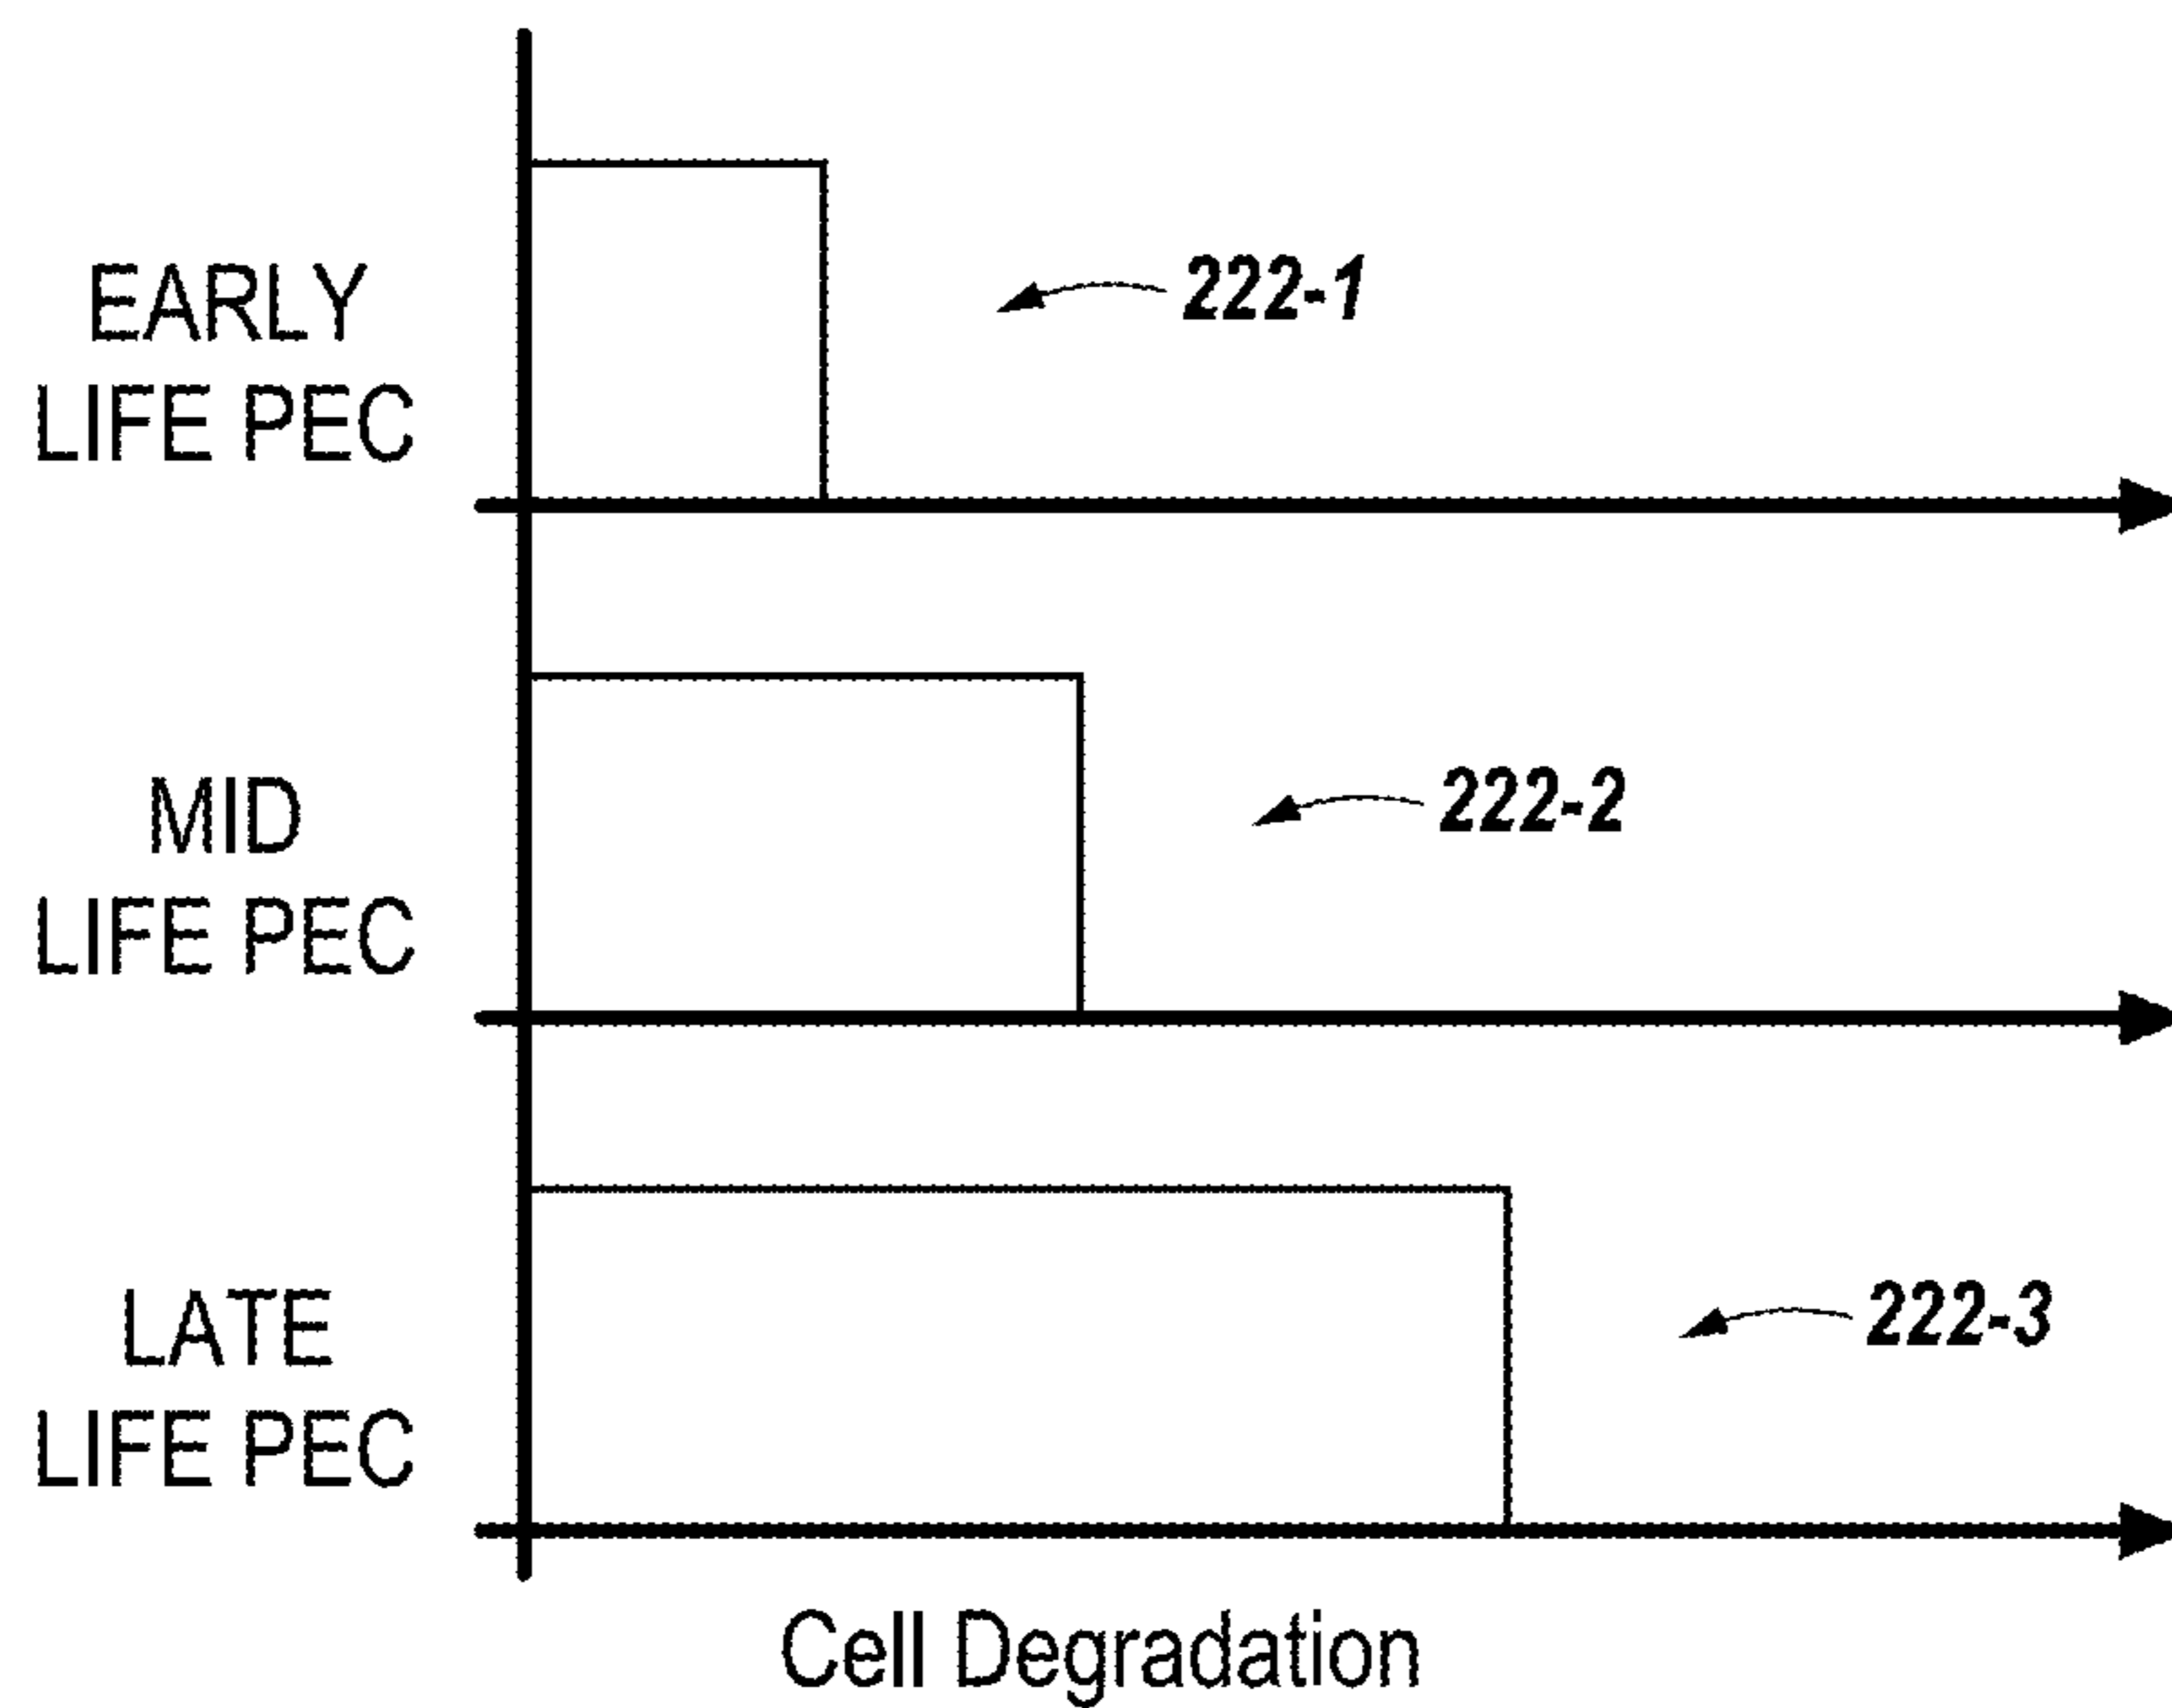 EARLY
LIFE PEC
222-1
MID
LIFE PEC
222-2
LATE
LIFE PEC
222-3
Cell Degradation